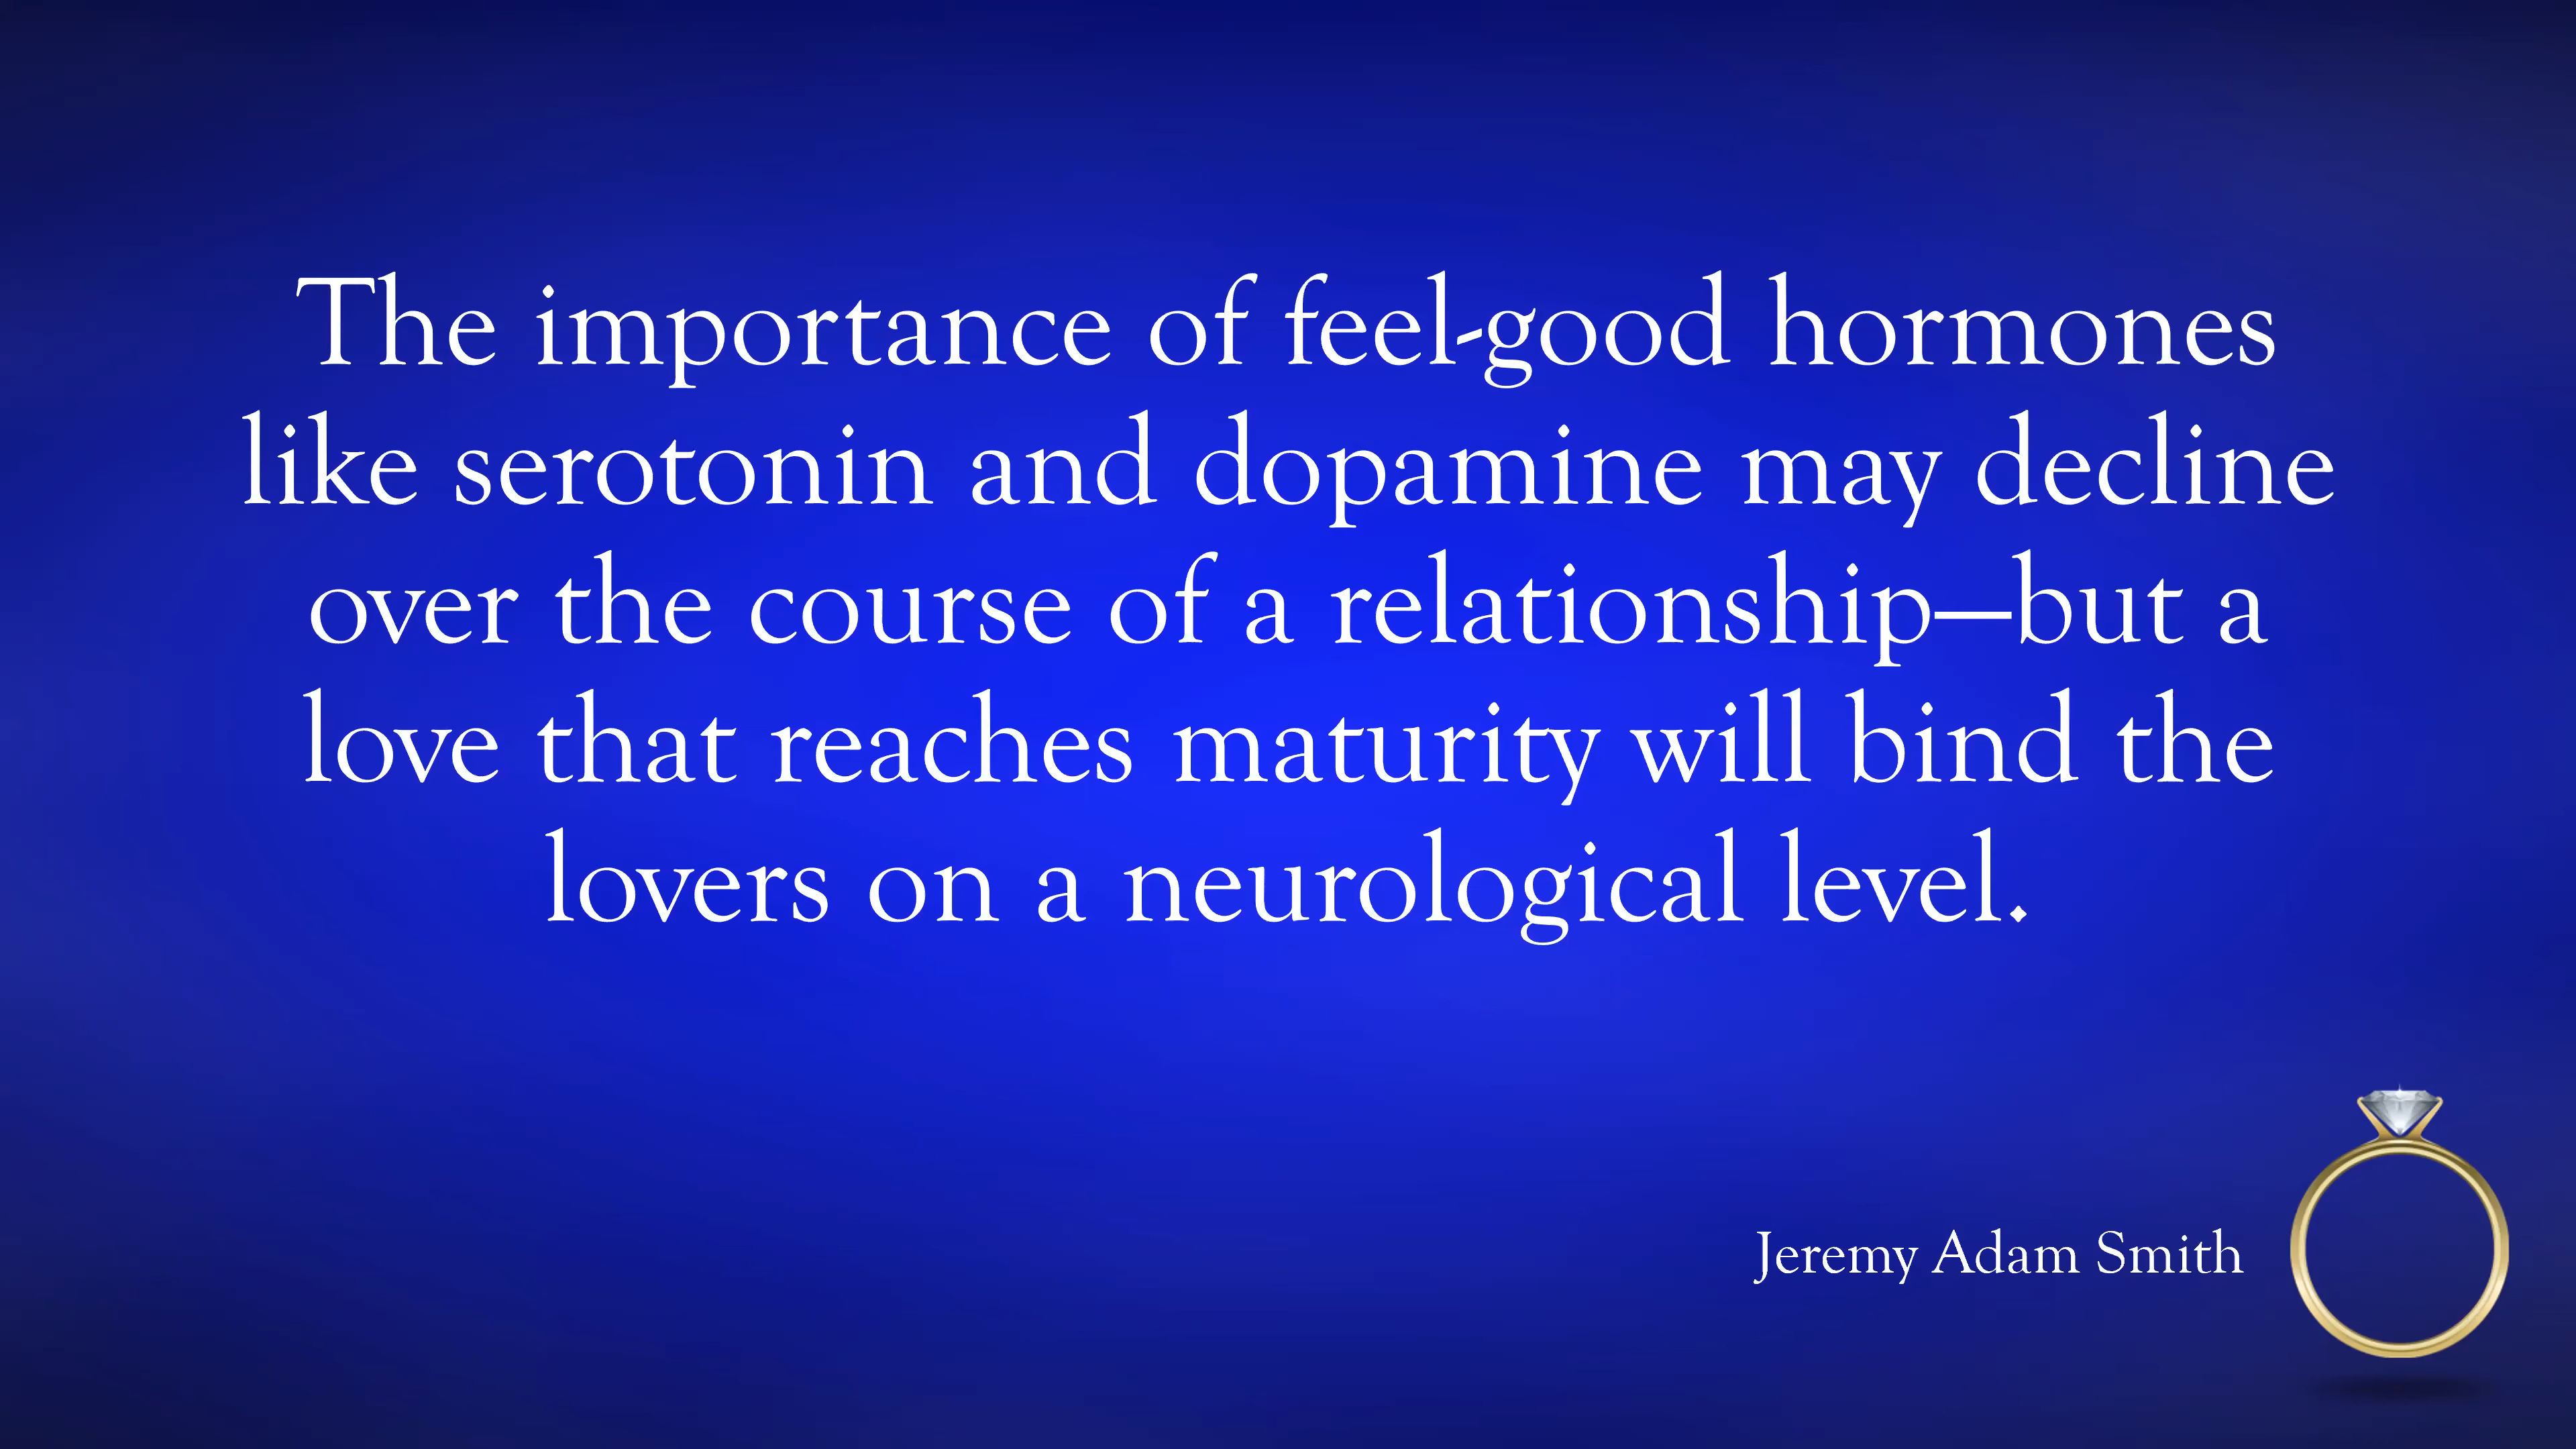 The importance of feel-good hormones
like serotonin and dopamine may decline
over the course of a relationship—but a
love that reaches maturity will bind the
lovers on a neurological level.
Jeremy Adam Smith